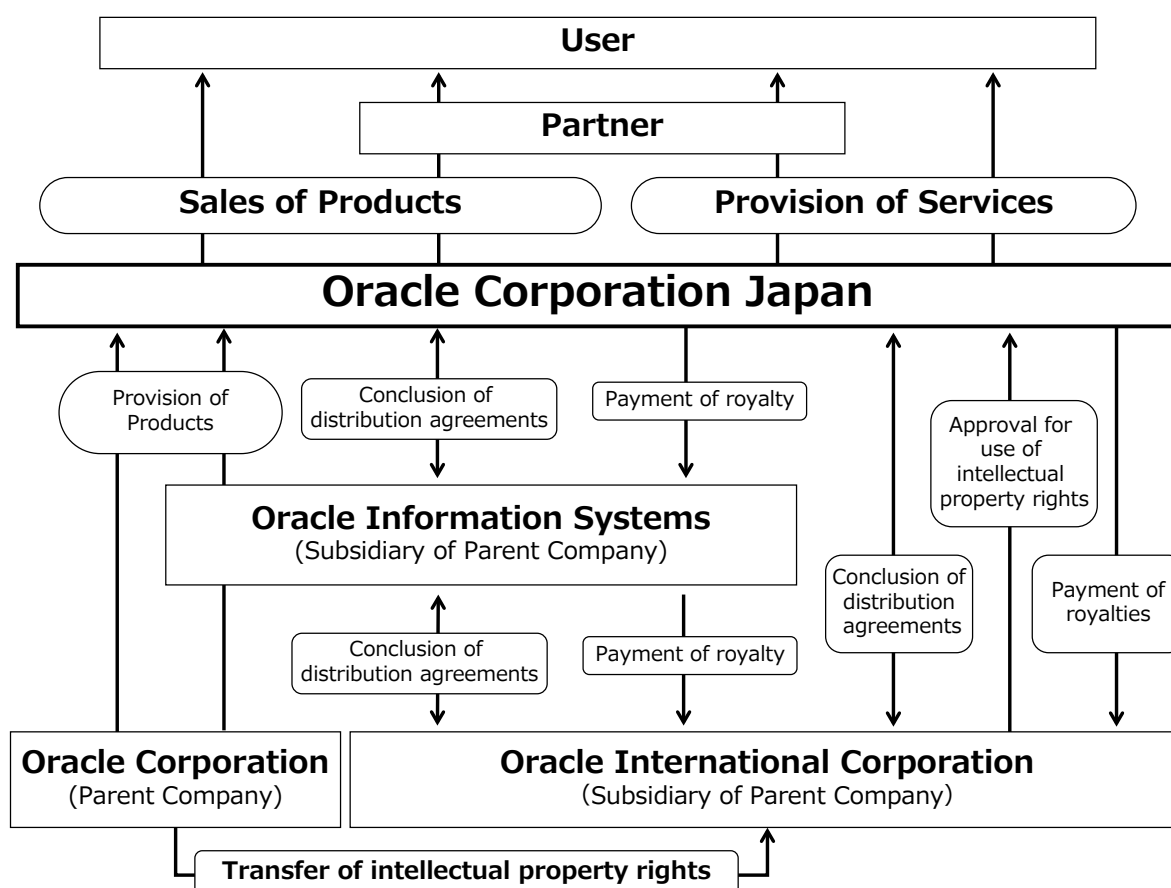 User
Partner
Sales of Products
Provision of Services
Oracle Corporation Japan
Provision of
Products
Conclusion of
distribution agreements
Payment of royalty
Approval for
use of
intellectual
property rights
Oracle Information Systems
(Subsidiary of Parent Company)
Conclusion of
distribution
agreements
Payment of
royalties
Conclusion of
distribution agreements
Payment of royalty
Oracle Corporation
(Parent Company)
Oracle International Corporation
（Subsidiary of Parent Company）
Transfer of intellectual property rights